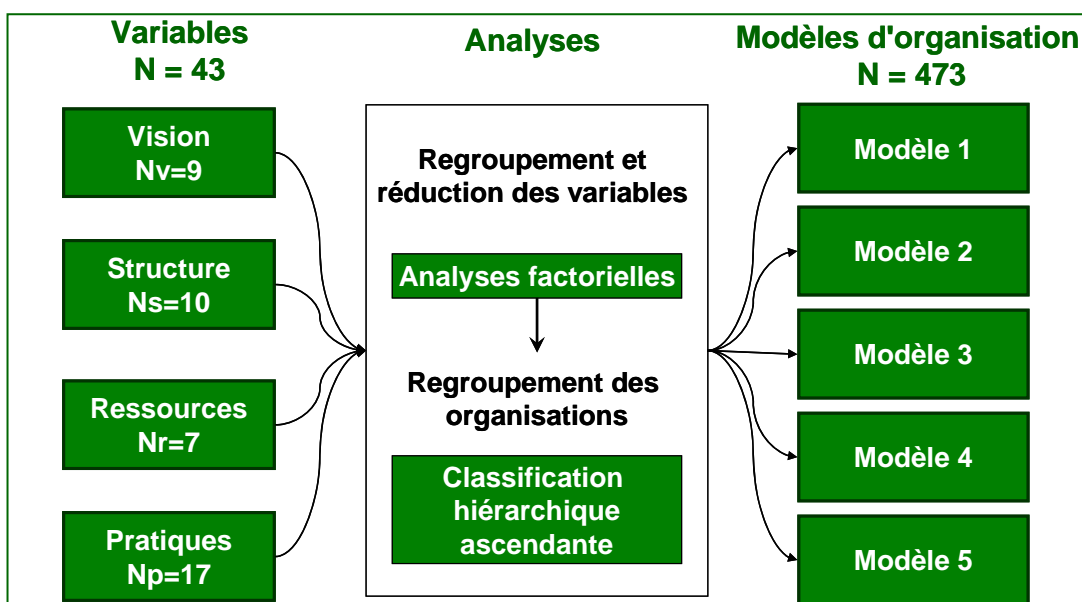 Variables
N = 43
Vision
Nv=9
Structure
Ns=10
Ressources
Nr=7
Pratiques
Np=17
Analyses
Regroupement et
réduction des variables
Analyses factorielles
Regroupement des
organisations
Classification
hiérarchique
ascendante
Modèles d'organisation
N = 473
Modèle 1
Modèle 2
Modèle 3
Modèle 4
Modèle 5